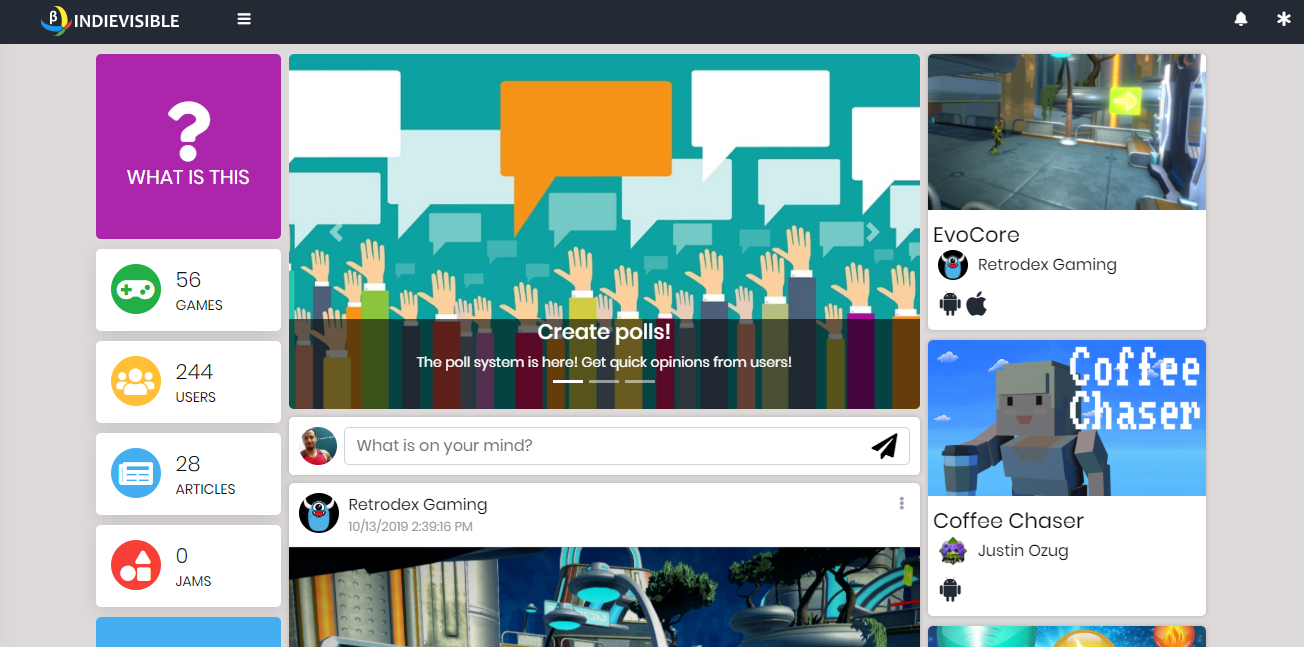 β INDIEVISIBLE
WHAT IS THIS
56
GAMES
244
USERS
28
ARTICLES
0
JAMS
Create polls!
The poll system is here! Get quick opinions from users!
What is on your mind?
Retrodex Gaming
10/13/2019 2:39:16 PM
EvoCore
Retrodex Gaming
Coffee
Chaser
Coffee Chaser
Justin Ozug